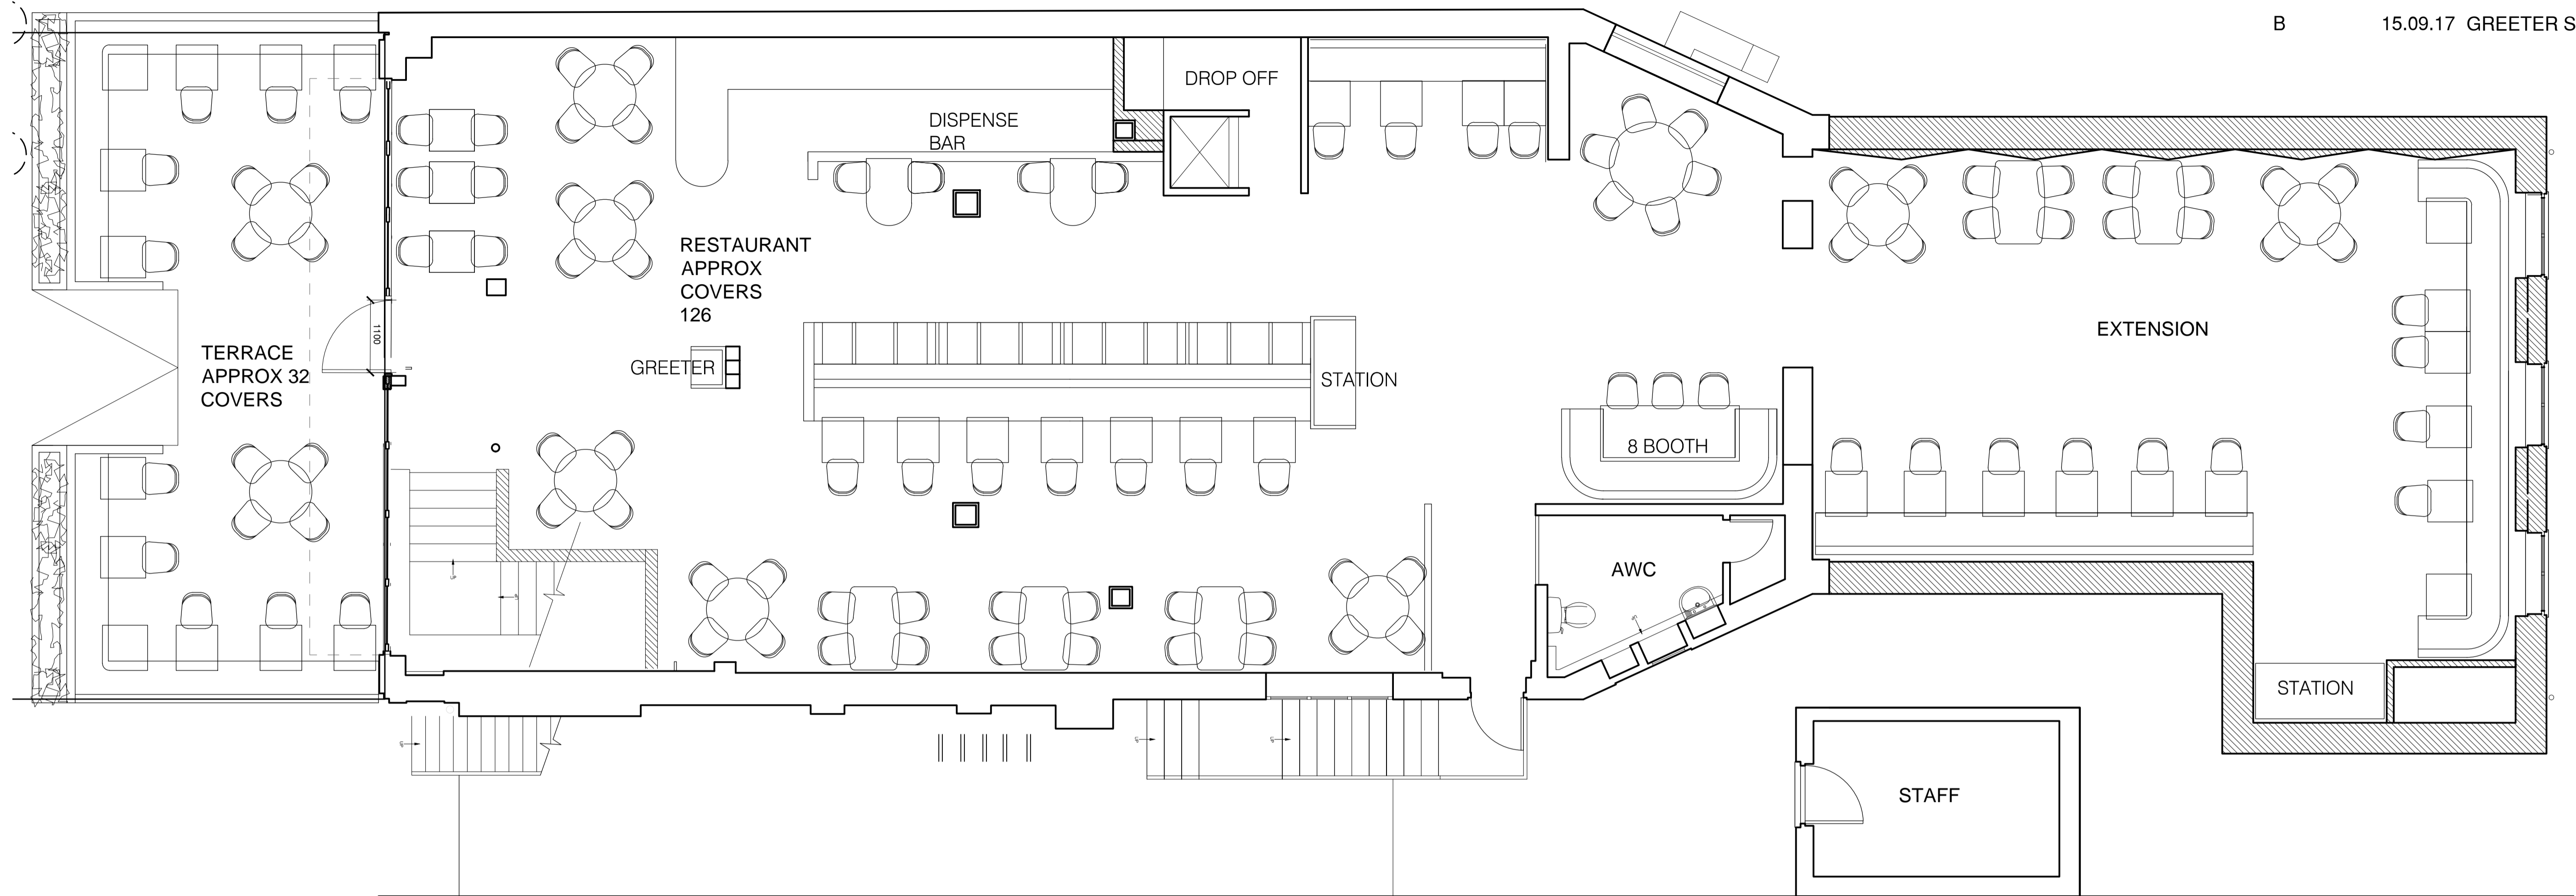 B 15.09.17 GREETER S
DROP OFF
DISPENSE
BAR
RESTAURANT
APPROX
COVERS
126
EXTENSION
1100
TERRACE
APPROX 32
COVERS
GREETER
STATION
8 BOOTH
AWC
STATION
STAFF